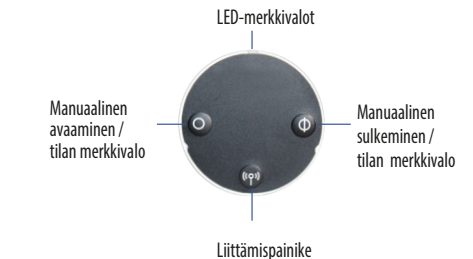 LED-merkkivalot
Manuaalinen
avaaminen /
tilan merkkivalo
Manuaalinen
sulkeminen /
tilan merkkivalo
Liittämispainike